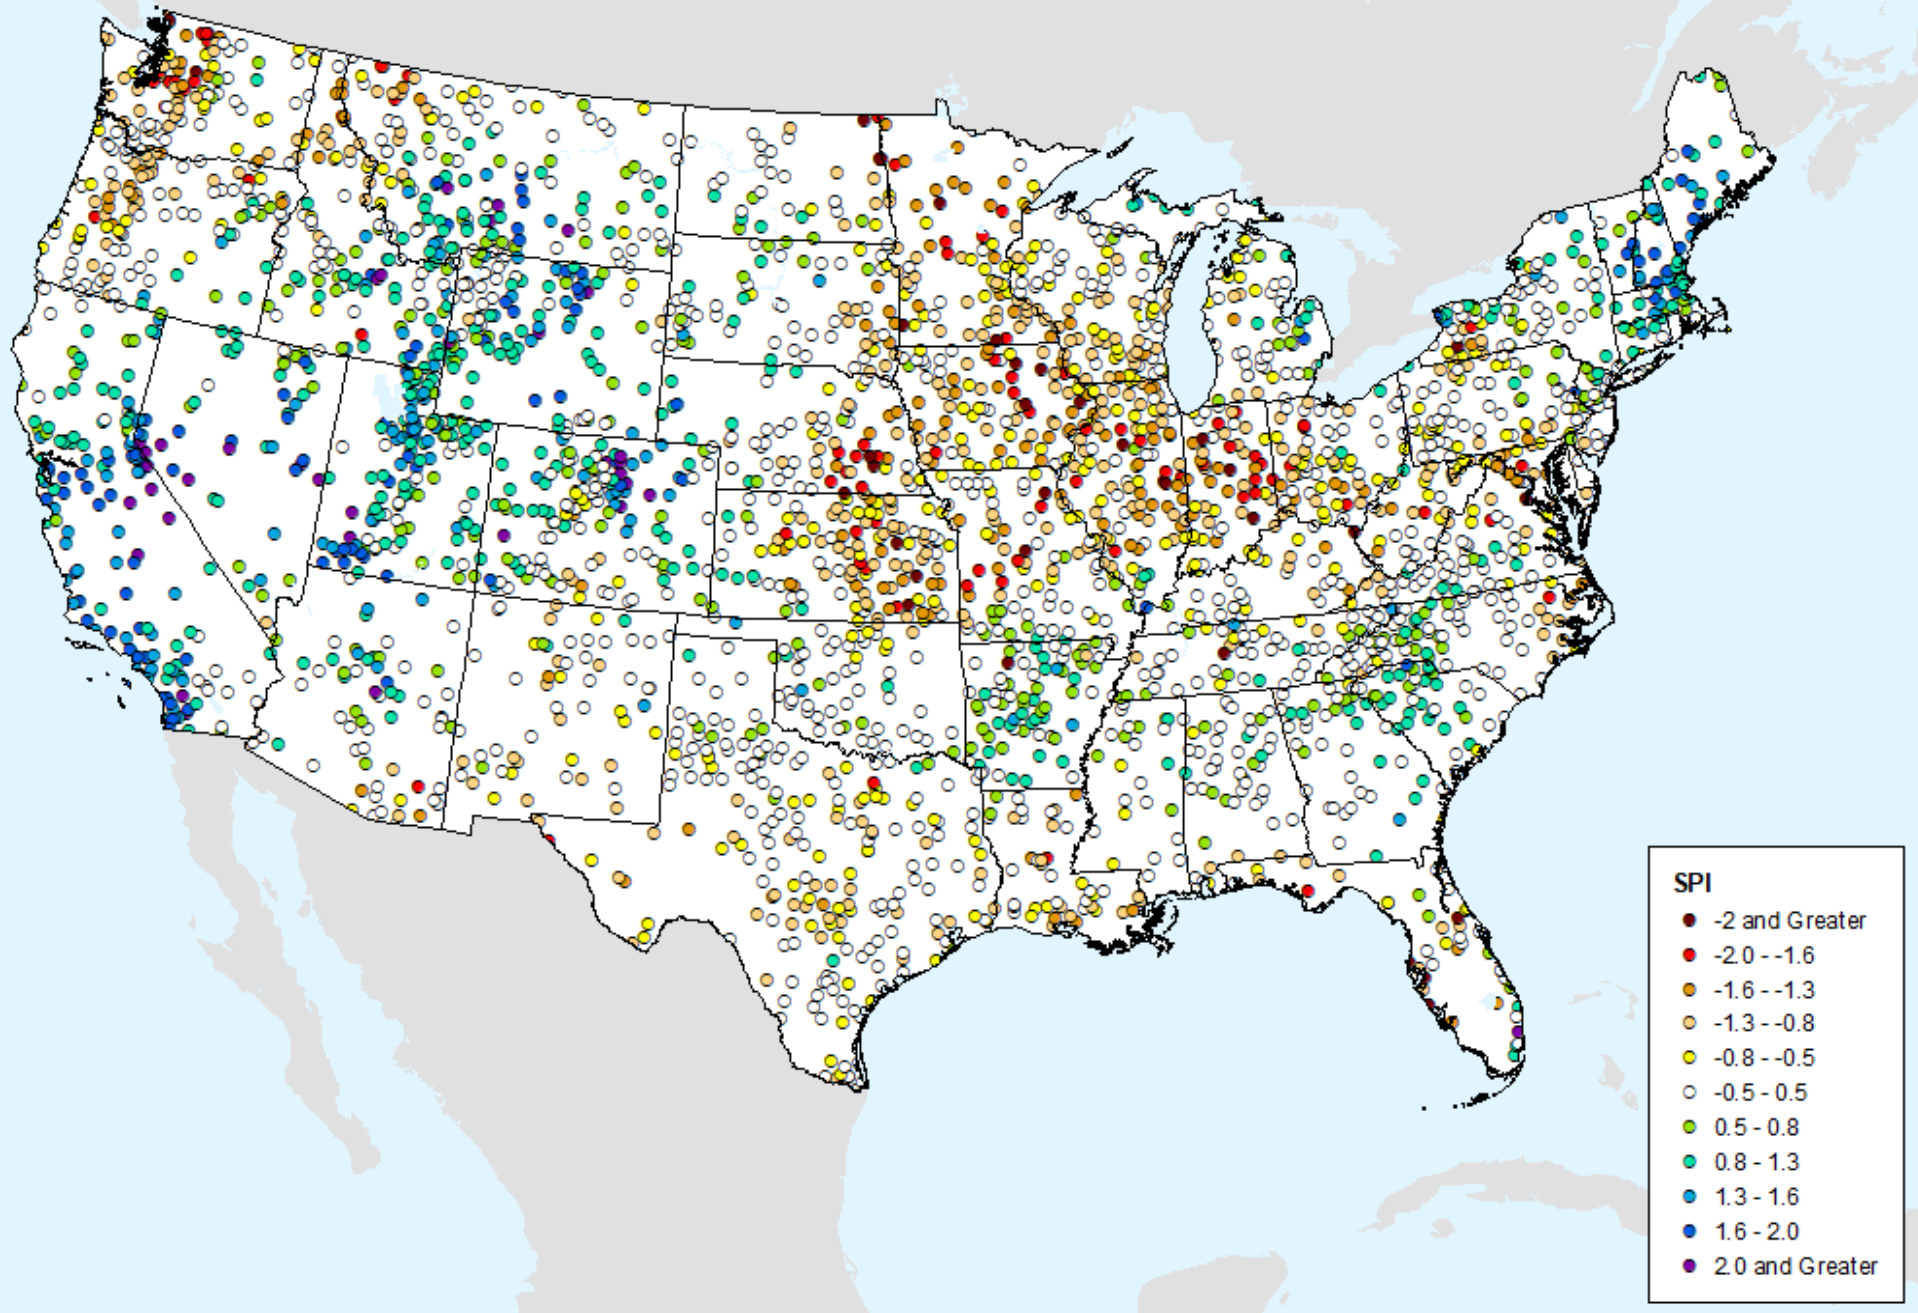 SPI
-2 and Greater
-2.0 - -1.6
-1.6 - -1.3
-1.3 - -0.8
-0.8 - -0.5
-0.5 - 0.5
0.5 - 0.8
0.8 - 1.3
1.3 - 1.6
1.6 - 2.0
2.0 and Greater